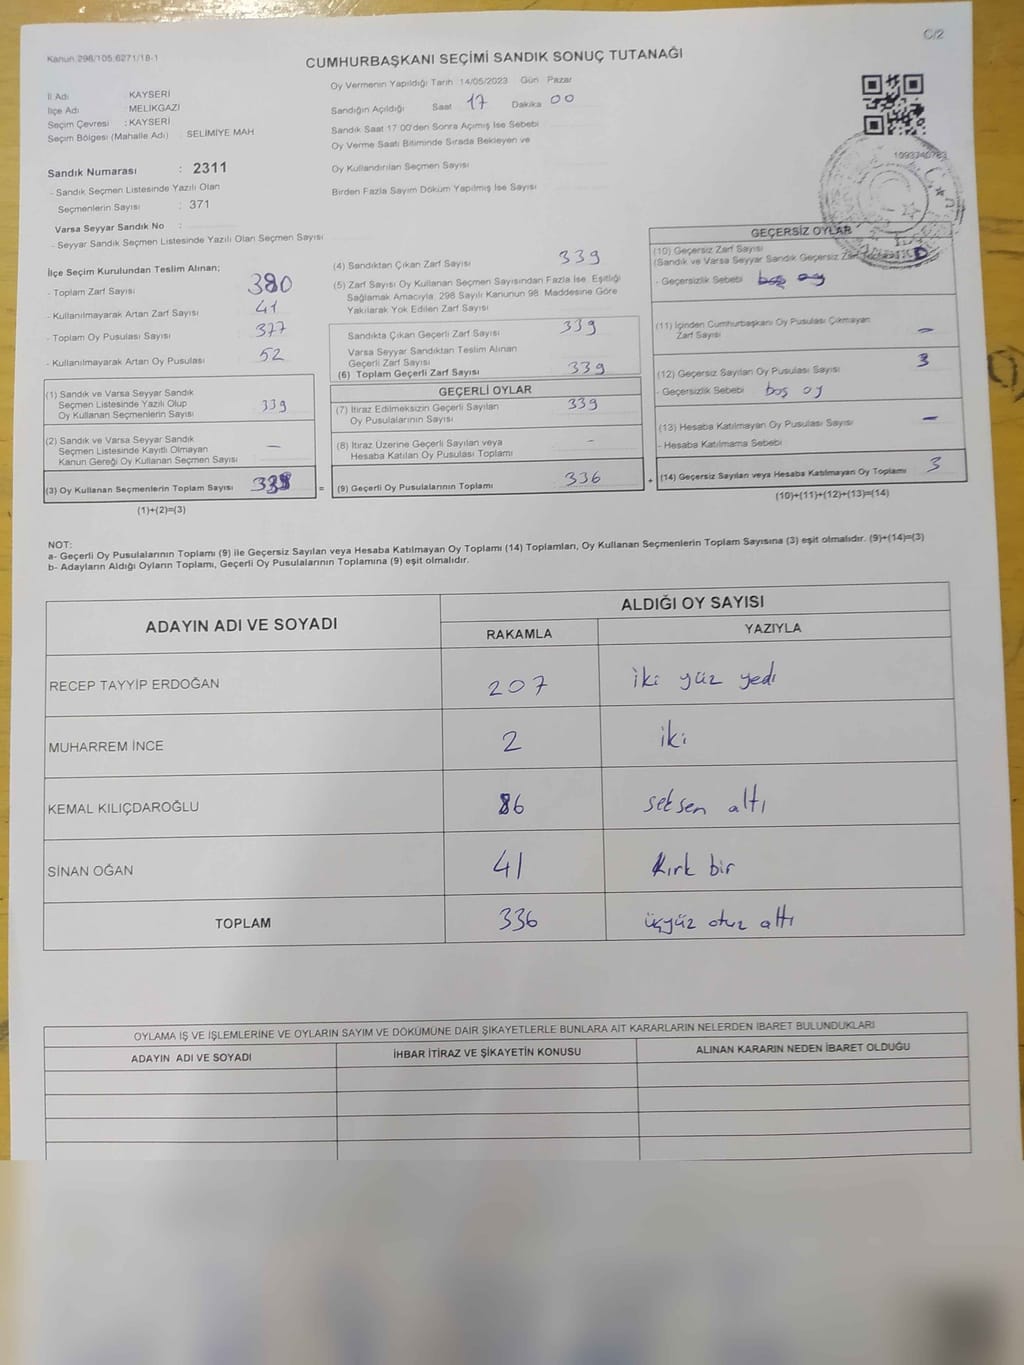 C/2
Kanun 298/105 6271/18-1
CUMHURBAŞKANI SEÇİMİ SANDIK SONUÇ TUTANAĞI
İl Adı KAYSERİ
İlçe Adı : MELİKGAZİ
Seçim Çevresi : KAYSERİ
Seçim Bölgesi (Mahalle Adı) : SELİMİYE MAH
Sandık Numarası : 2311
- Sandık Seçmen Listesinde Yazılı Olan
Seçmenlerin Sayısı : 371
Varsa Seyyar Sandık No :
- Seyyar Sandık Seçmen Listesinde Yazılı Olan Seçmen Sayısı
Oy Vermenin Yapıldığı Tarih :14/05/2023 Gün Pazar
Sandığın Açıldığı Saat 17 Dakika 00
Sandık Saat 17 00'den Sonra Açılmış İse Sebebi
Oy Verme Saati Bitiminde Sırada Bekleyen ve
Oy Kullandırılan Seçmen Sayısı
Birden Fazla Sayım Döküm Yapılmış İse Sayısı
İlçe Seçim Kurulundan Teslim Alınan;
- Toplam Zarf Sayısı 380
- Kullanılmayarak Artan Zarf Sayısı 41
- Toplam Oy Pusulası Sayısı 377
- Kullanılmayarak Artan Oy Pusulası 52
(1) Sandık ve Varsa Seyyar Sandık
Seçmen Listesinde Yazılı Olup
Oy Kullanan Seçmenlerin Sayısı 339
(2) Sandık ve Varsa Seyyar Sandık
Seçmen Listesinde Kayıtlı Olmayan
Kanun Gereği Oy Kullanan Seçmen Sayısı –
(3) Oy Kullanan Seçmenlerin Toplam Sayısı
(1)+(2)=(3)
(4) Sandıktan Çıkan Zarf Sayısı 339
(5) Zarf Sayısı Oy Kullanan Seçmen Sayısından Fazla İse, Eşitliği
Sağlamak Amacıyla, 298 Sayılı Kanunun 98. Maddesine Göre
Yakılarak Yok Edilen Zarf Sayısı
Sandıkta Çıkan Geçerli Zarf Sayısı 339
Varsa Seyyar Sandıktan Teslim Alınan
Geçerli Zarf Sayısı
(6) Toplam Geçerli Zarf Sayısı 339
GEÇERLİ OYLAR
(7) İtiraz Edilmeksizin Geçerli Sayılan
Oy Pusulalarının Sayısı 339
(8) İtiraz Üzerine Geçerli Sayılan veya
Hesaba Katılan Oy Pusulası Toplamı -
= (9) Geçerli Oy Pusulalarının Toplamı 336
GEÇERSİZ OYLAR
(10) Geçersiz Zarf Sayısı
(Sandık ve Varsa Seyyar Sandık Geçersiz Zarf
- Geçersizlik Sebebi boş oy
(11) İçinden Cumhurbaşkanı Oy Pusulası Çıkmayan
Zarf Sayısı –
(12) Geçersiz Sayılan Oy Pusulası Sayısı 3
- Geçersizlik Sebebi boş oy
(13) Hesaba Katılmayan Oy Pusulası Sayısı –
- Hesaba Katılmama Sebebi
+ (14) Geçersiz Sayılan veya Hesaba Katılmayan Oy Toplamı 3
(10)+(11)+(12)+(13)=(14)
NOT:
a- Geçerli Oy Pusulalarının Toplamı (9) ile Geçersiz Sayılan veya Hesaba Katılmayan Oy Toplamı (14) Toplamları, Oy Kullanan Seçmenlerin Toplam Sayısına (3) eşit olmalıdır. (9)+(14)=(3)
b- Adayların Aldığı Oyların Toplamı, Geçerli Oy Pusulalarının Toplamına (9) eşit olmalıdır.
ADAYIN ADI VE SOYADI ALDIĞI OY SAYISI
RAKAMLA YAZIYLA
RECEP TAYYİP ERDOĞAN 207 iki yüz yedi
MUHARREM İNCE 2 iki
KEMAL KILIÇDAROĞLU 86 seksen altı
SİNAN OĞAN 41 Kırk bir
TOPLAM 336 üçyüz otuz altı
OYLAMA İŞ VE İŞLEMLERİNE VE OYLARIN SAYIM VE DÖKÜMÜNE DAİR ŞİKAYETLERLE BUNLARA AİT KARARLARIN NELERDEN İBARET BULUNDUKLARI
ADAYIN ADI VE SOYADI İHBAR İTİRAZ VE ŞİKAYETİN KONUSU ALINAN KARARIN NEDEN İBARET OLDUĞU